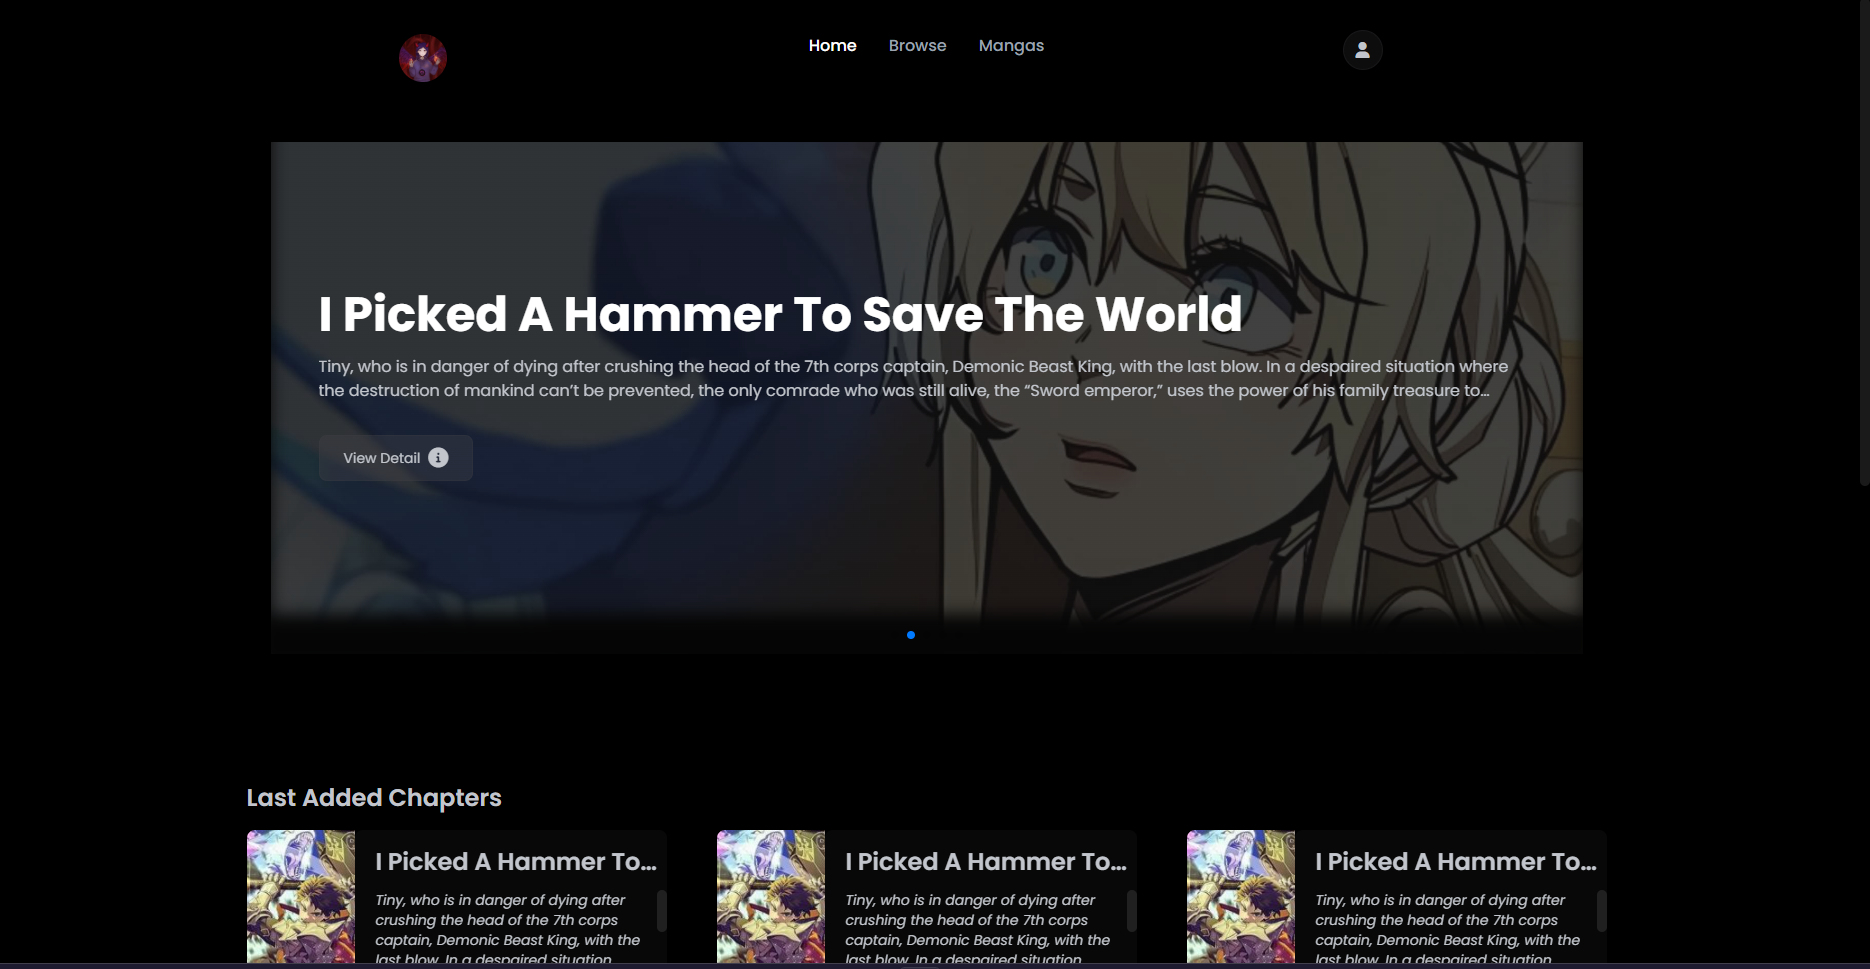 Home Browse Mangas
I Picked A Hammer To Save The World
Tiny, who is in danger of dying after crushing the head of the 7th corps captain, Demonic Beast King, with the last blow. In a despaired situation where
the destruction of mankind can't be prevented, the only comrade who was still alive, the “Sword emperor,” uses the power of his family treasure to...
View Detail
Last Added Chapters
I Picked A Hammer To...
Tiny, who is in danger of dying after
crushing the head of the 7th corps
captain, Demonic Beast King, with the
last blow. In a despaired situation
I Picked A Hammer To...
Tiny, who is in danger of dying after
crushing the head of the 7th corps
captain, Demonic Beast King, with the
last blow. In a despaired situation
I Picked A Hammer To...
Tiny, who is in danger of dying after
crushing the head of the 7th corps
captain, Demonic Beast King, with the
last blow. In a despaired situation